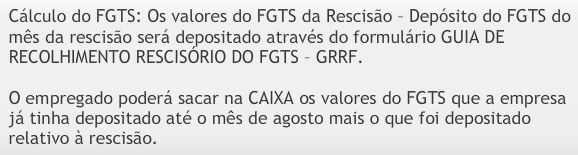 Cálculo do FGTS: Os valores do FGTS da Rescisão – Depósito do FGTS do
mês da rescisão será depositado através do formulário GUIA DE
RECOLHIMENTO RESCISÓRIO DO FGTS – GRRF.
O empregado poderá sacar na CAIXA os valores do FGTS que a empresa
já tinha depositado até o mês de agosto mais o que foi depositado
relativo à rescisão.